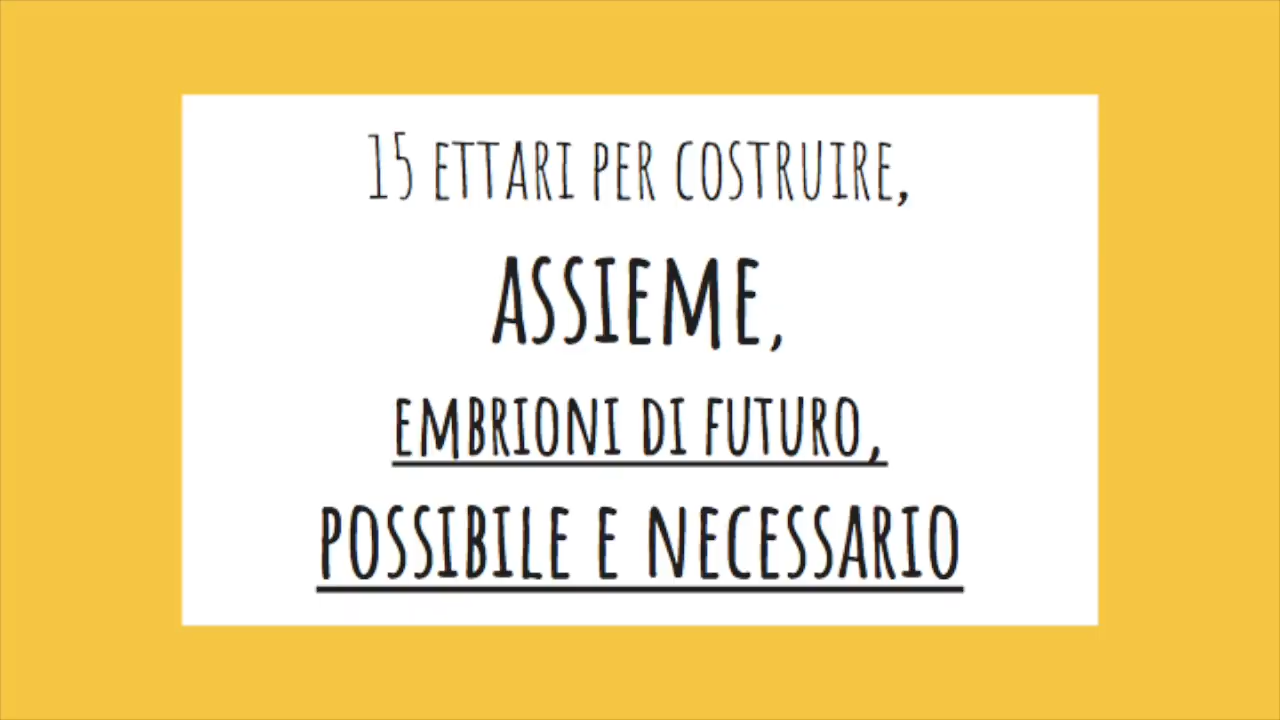 15 ETTARI PER COSTRUIRE,
ASSIEME,
EMBRIONI DI FUTURO,
POSSIBILE E NECESSARIO